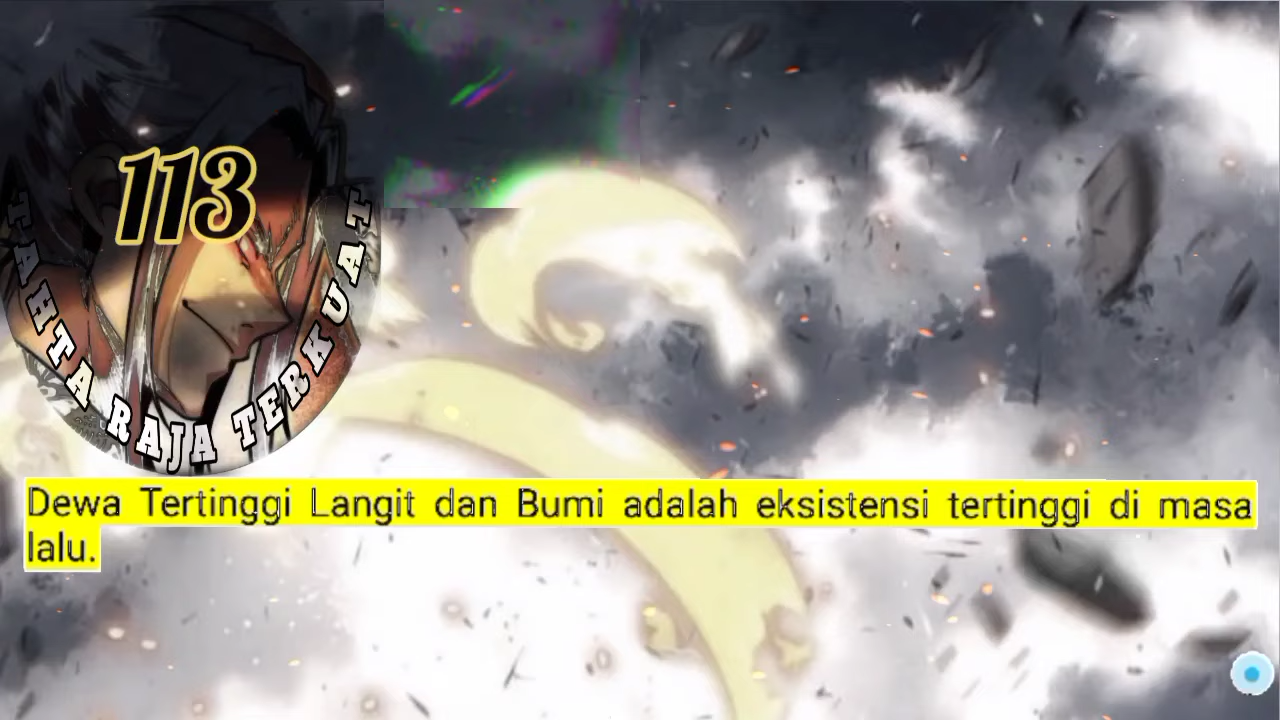 113
TAHTA RAJA TERKUAT
Dewa Tertinggi Langit dan Bumi adalah eksistensi tertinggi di masa
lalu.